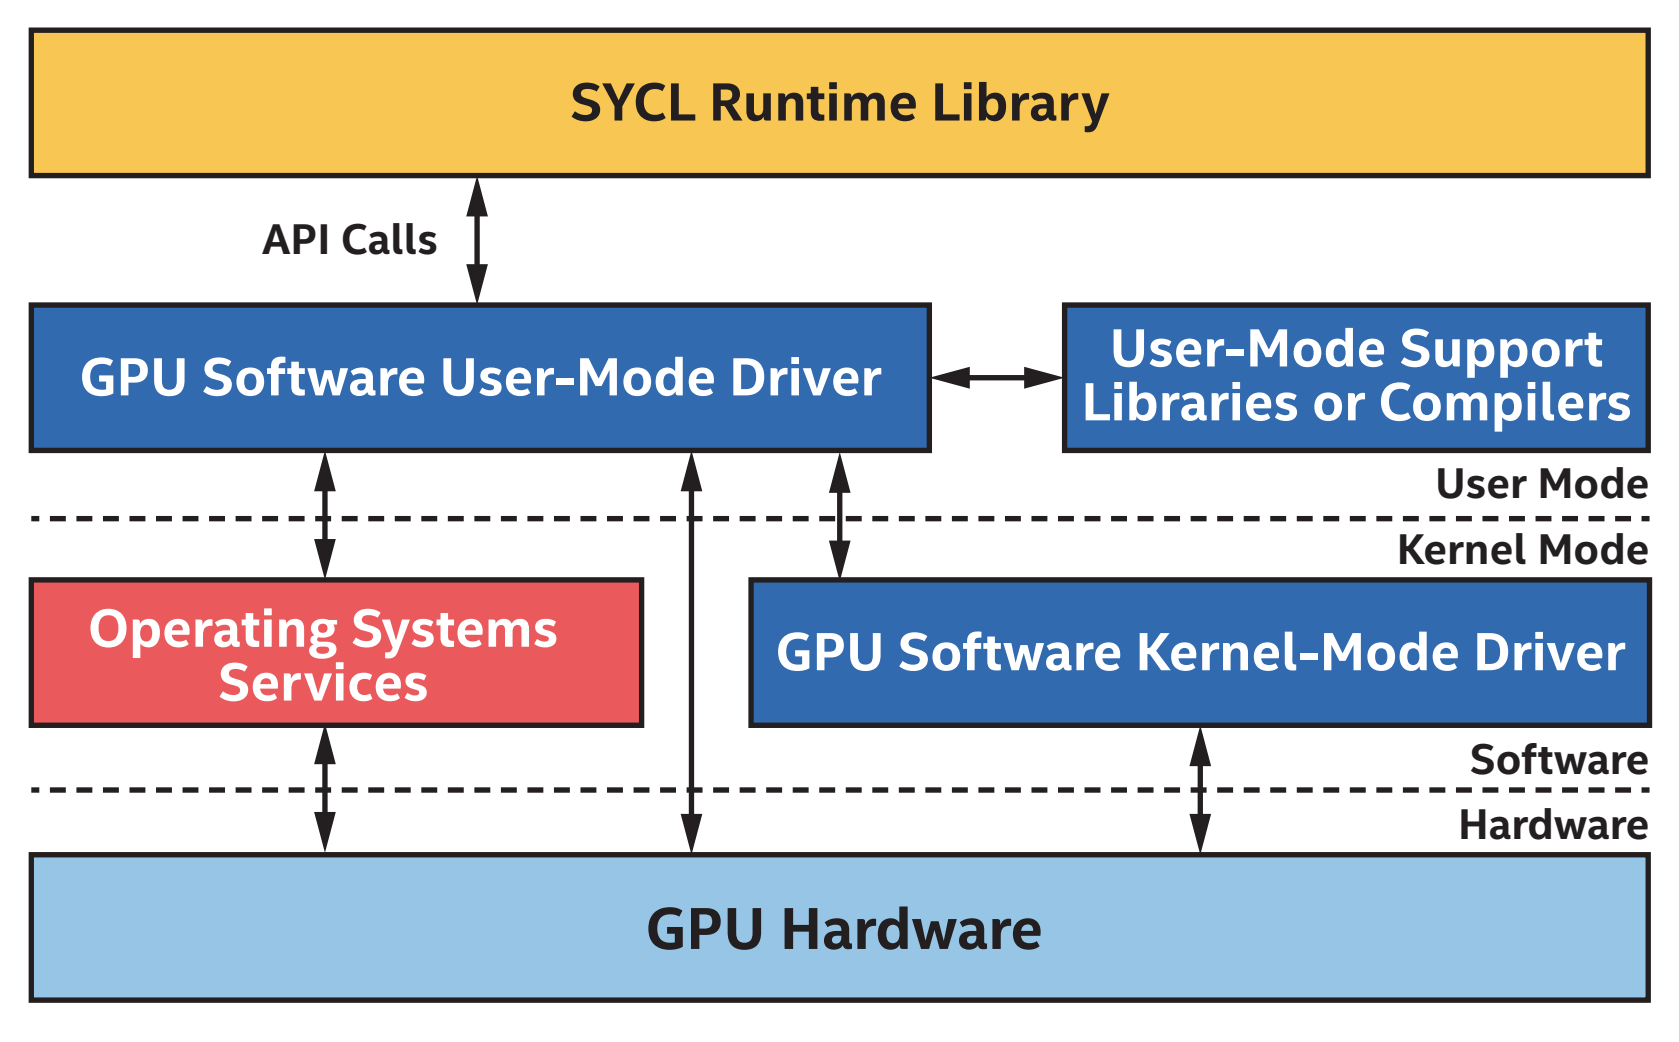 SYCL Runtime Library
API Calls
GPU Software User-Mode Driver
User-Mode Support
Libraries or Compilers
User Mode
Kernel Mode
Operating Systems
Services
GPU Software Kernel-Mode Driver
Software
Hardware
GPU Hardware